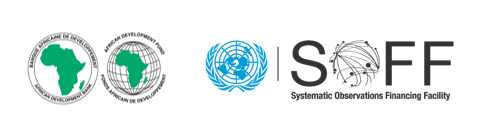 BANQUE AFRICAINE DE DEVELOPPEMENT
AFRICAN DEVELOPMENT BANK
AFRICAN DEVELOPMENT FUND
FONDS AFRICAIN DE DEVELOPPEMENT
SOFF
Systematic Observations Financing Facility